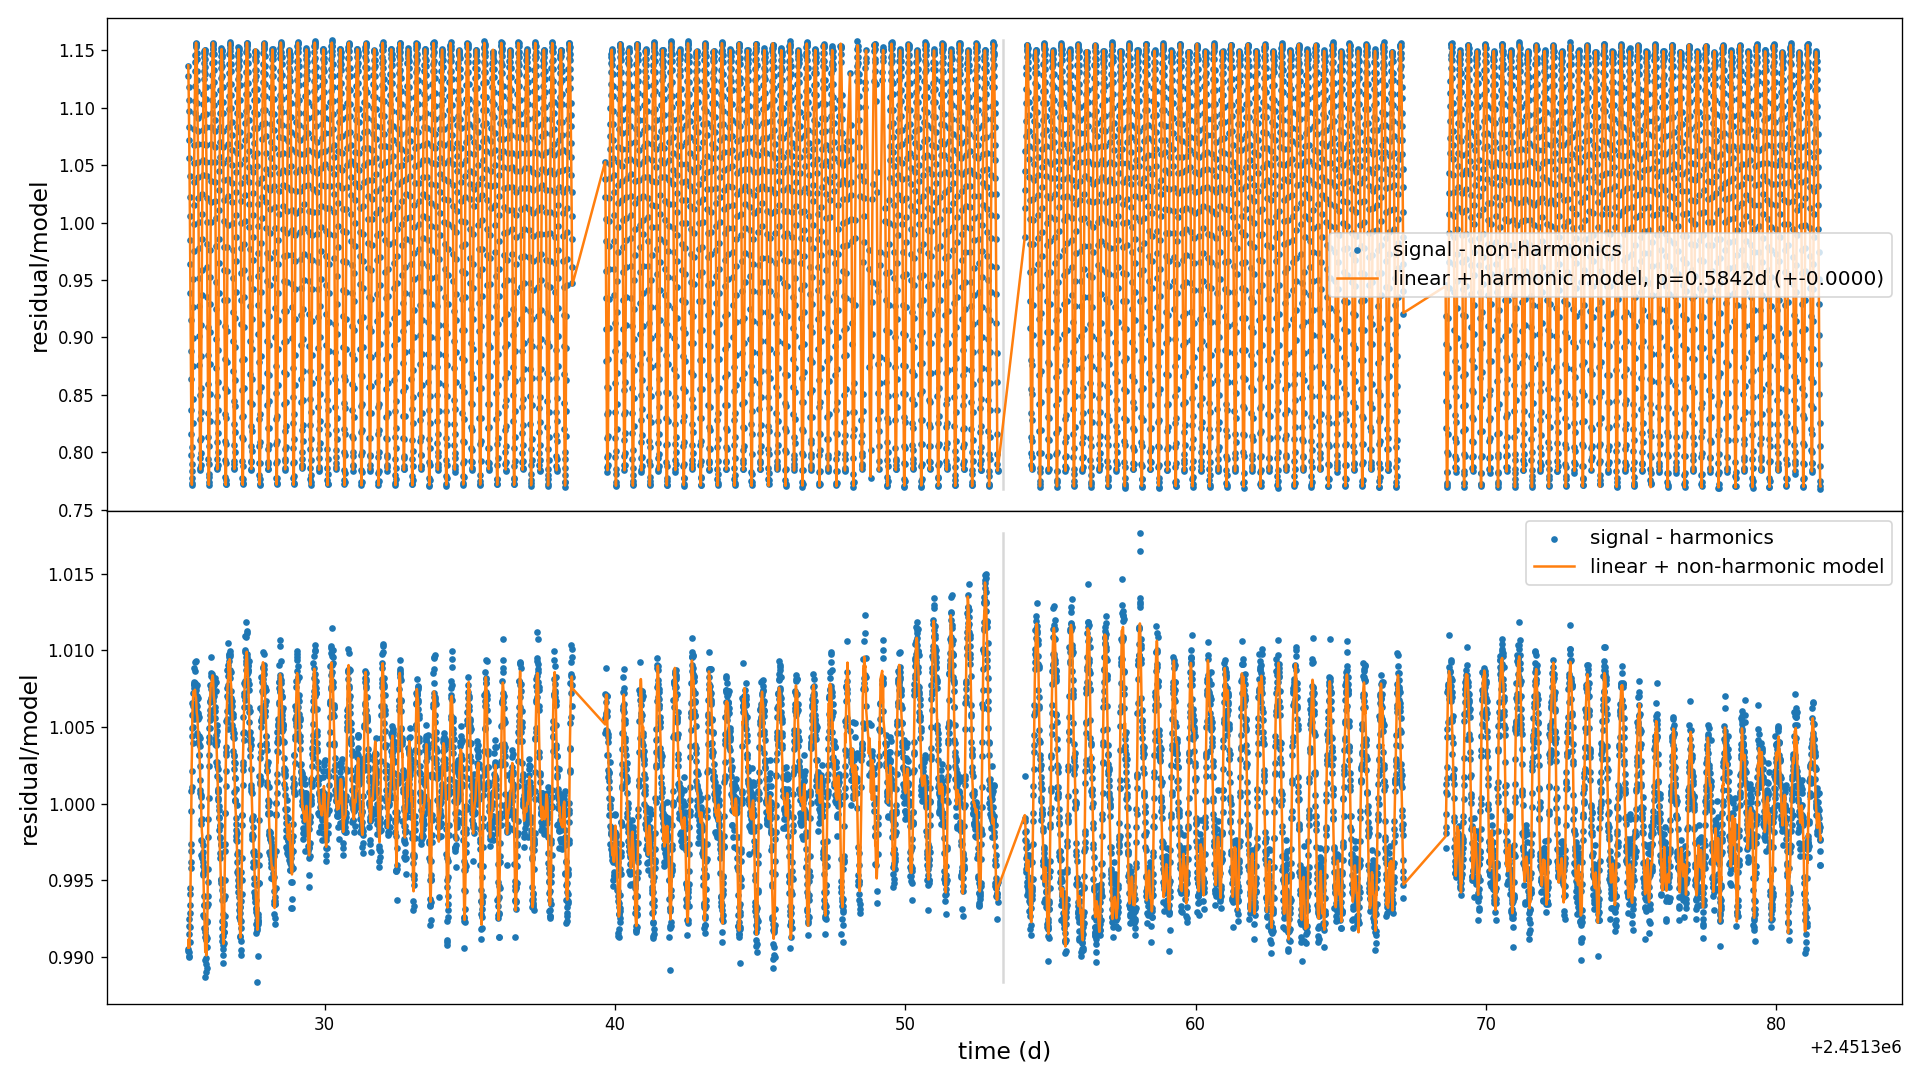 1.15
1.10
1.05
1.00
0.95
0.90
0.85
0.80
0.75
residual/model
signal - non-harmonics
linear + harmonic model, p=0.5842d (+-0.0000)
1.015
1.010
1.005
1.000
0.995
0.990
residual/model
signal - harmonics
linear + non-harmonic model
30
40
50
60
70
80
time (d)
+2.4513e6